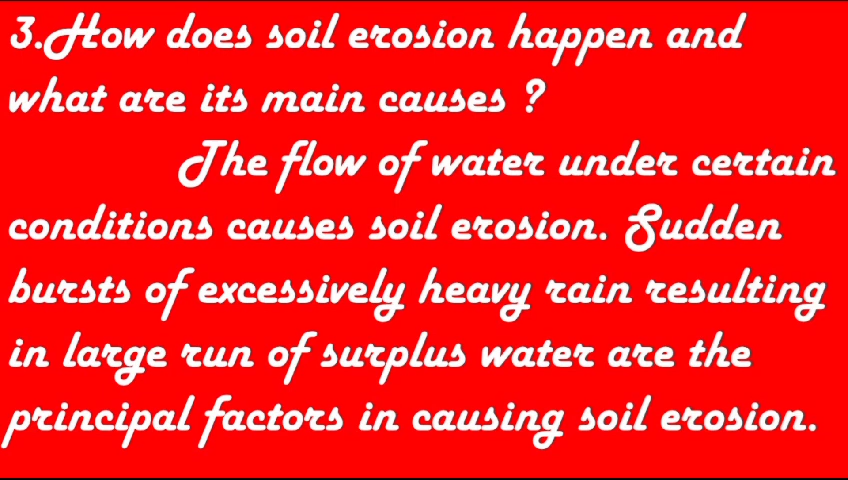 3.How does soil erosion happen and
what are its main causes ?
The flow of water under certain
conditions causes soil erosion. Sudden
bursts of excessively heavy rain resulting
in large run of surplus water are the
principal factors in causing soil erosion.